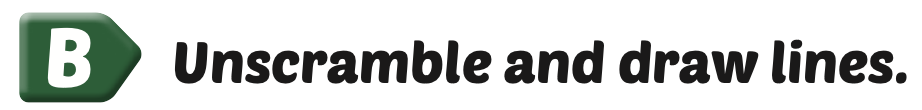 B Unscramble and draw lines.